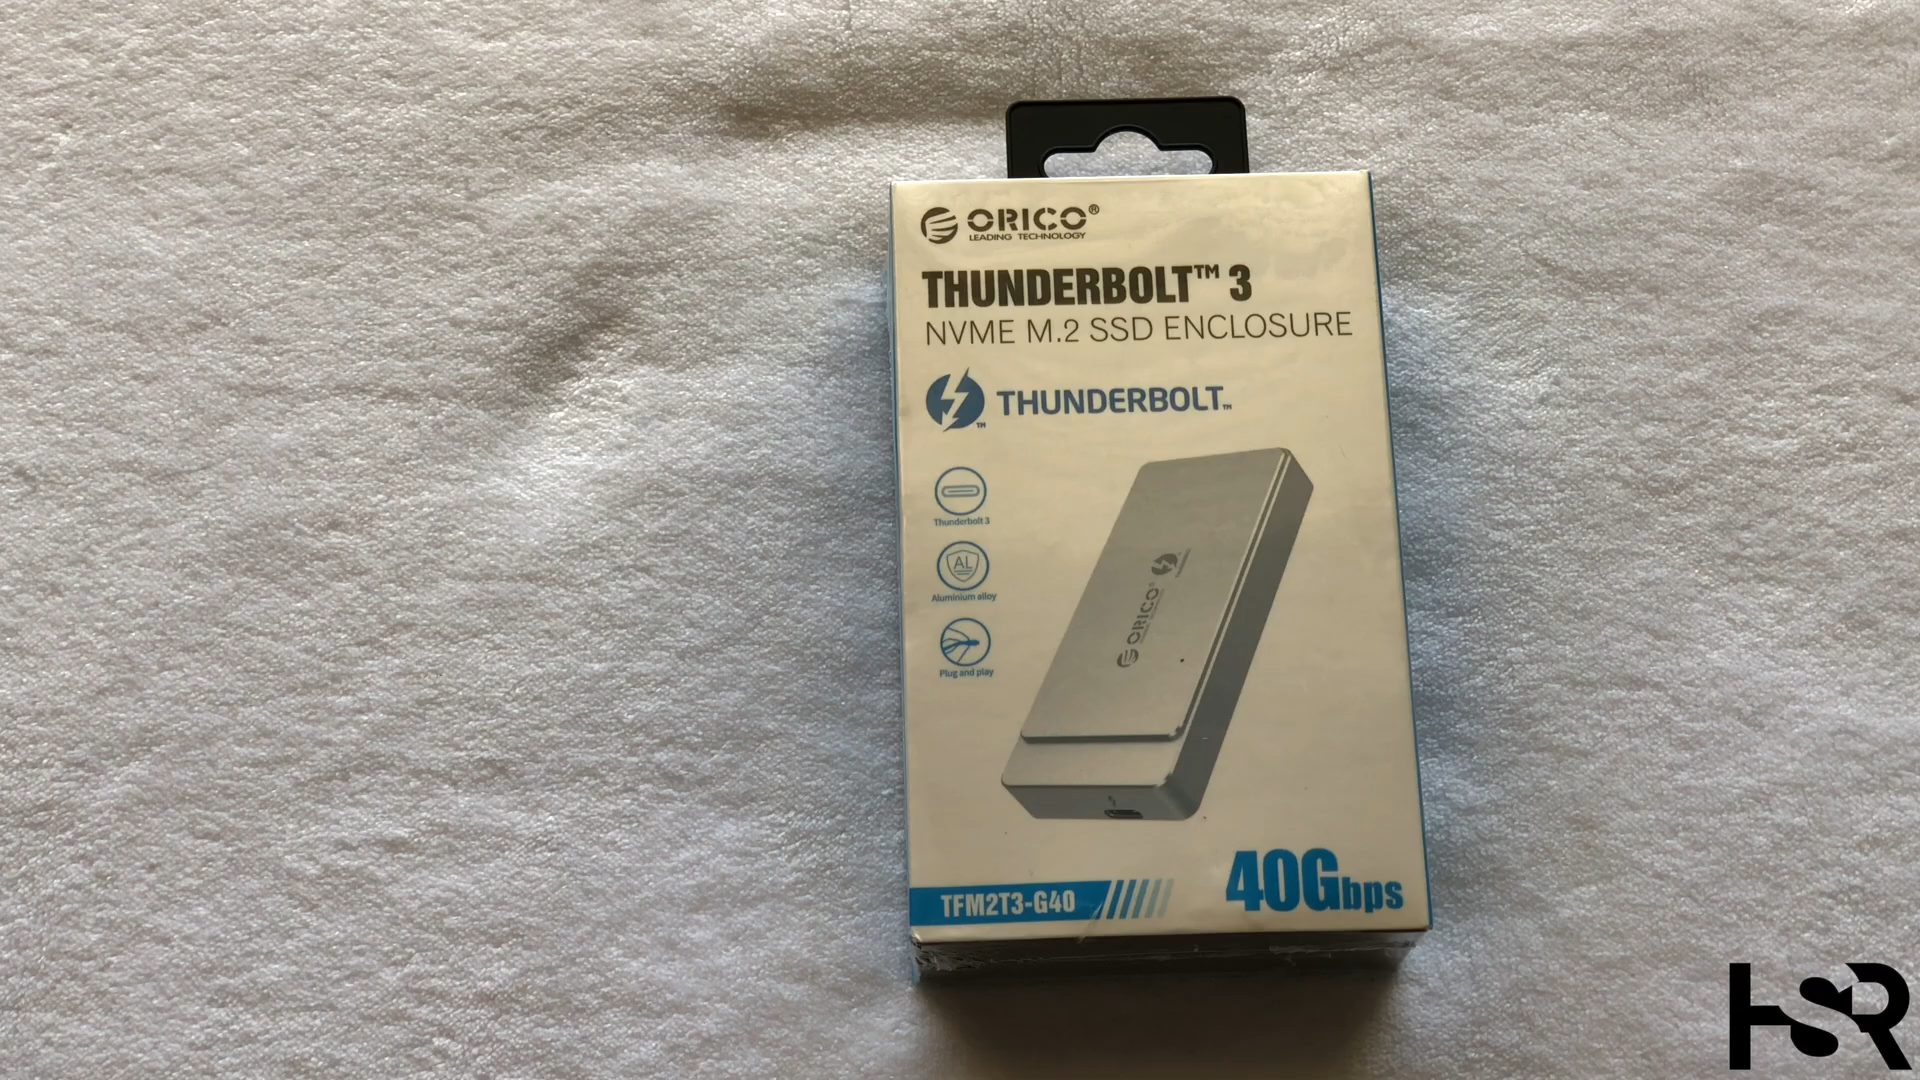 ORICO®
LEADING TECHNOLOGY
THUNDERBOLT™ 3
NVME M.2 SSD ENCLOSURE
THUNDERBOLT™
Thunderbolt 3
AL
Aluminium alloy
Plug and play
ORICO®
TFM2T3-G40
40Gbps
HSR